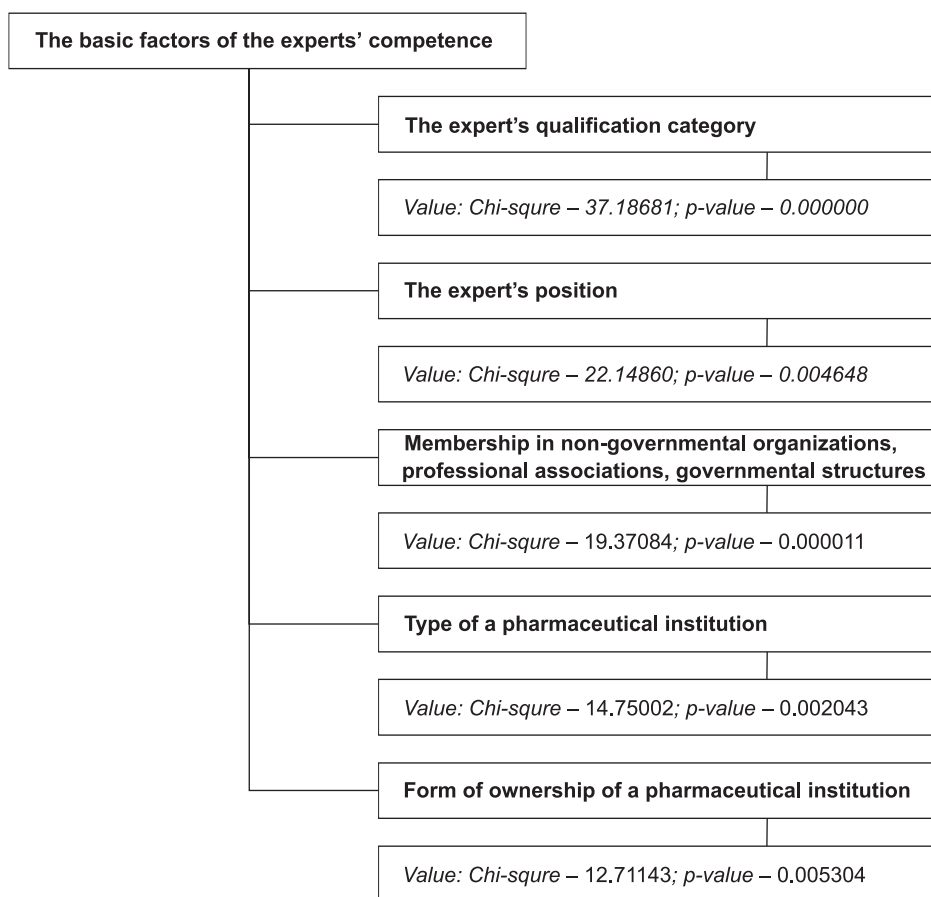 The basic factors of the experts’ competence
The expert’s qualification category
Value: Chi-squre – 37.18681; p-value – 0.000000
The expert’s position
Value: Chi-squre – 22.14860; p-value – 0.004648
Membership in non-governmental organizations,
professional associations, governmental structures
Value: Chi-squre – 19.37084; p-value – 0.000011
Type of a pharmaceutical institution
Value: Chi-squre – 14.75002; p-value – 0.002043
Form of ownership of a pharmaceutical institution
Value: Chi-squre – 12.71143; p-value – 0.005304